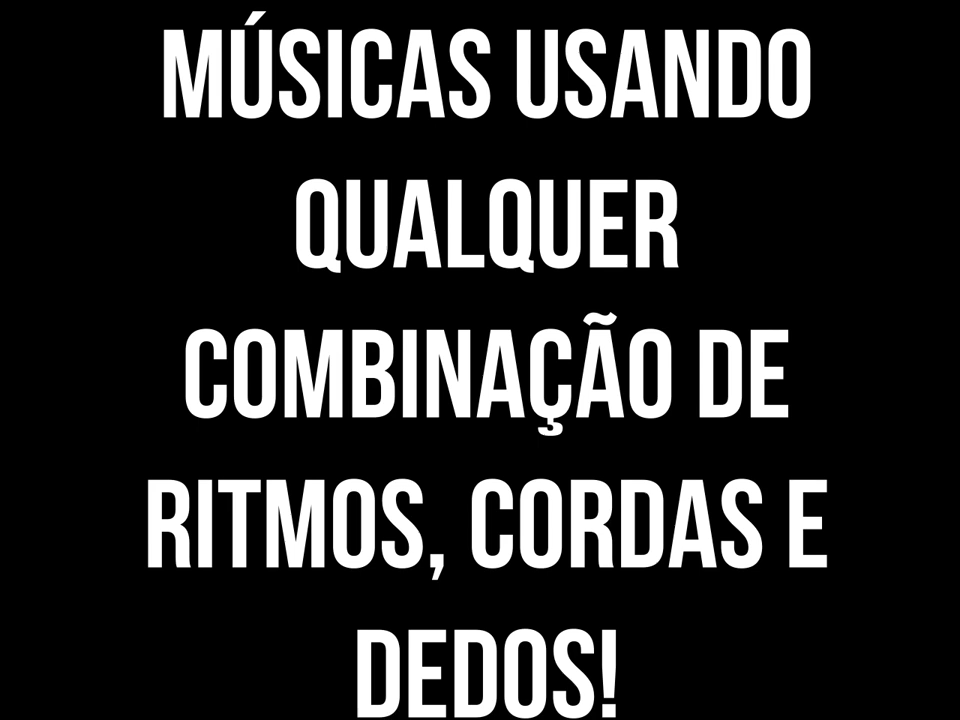 MÚSICAS USANDO
QUALQUER
COMBINAÇÃO DE
RITMOS, CORDAS E
DEDOS!